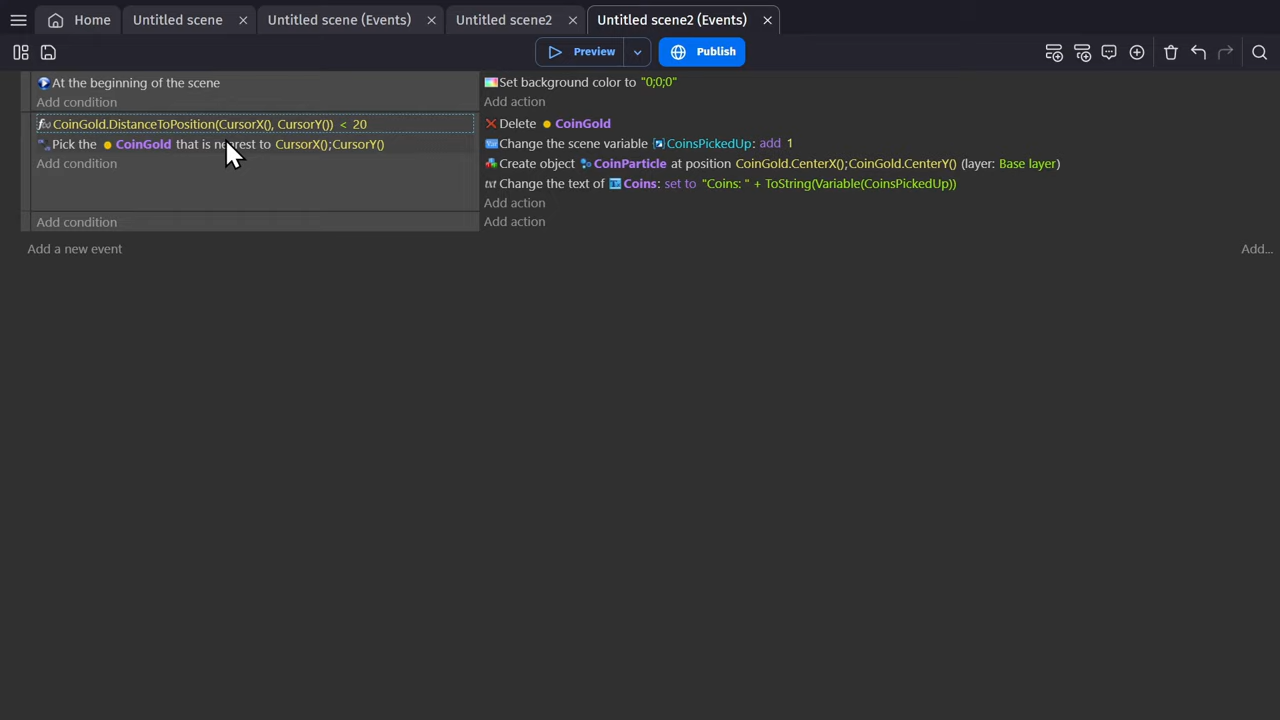 Home
Untitled scene
Untitled scene (Events)
Untitled scene2
Untitled scene2 (Events)
Preview
Publish
At the beginning of the scene
Add condition
Set background color to "0;0;0"
Add action
CoinGold.DistanceToPosition(CursorX(), CursorY()) < 20
Pick the CoinGold that is nearest to CursorX();CursorY()
Add condition
Delete CoinGold
Change the scene variable CoinsPickedUp: add 1
Create object CoinParticle at position CoinGold.CenterX();CoinGold.CenterY() (layer: Base layer)
Change the text of Coins: set to "Coins: " + ToString(Variable(CoinsPickedUp))
Add action
Add condition
Add action
Add a new event
Add...